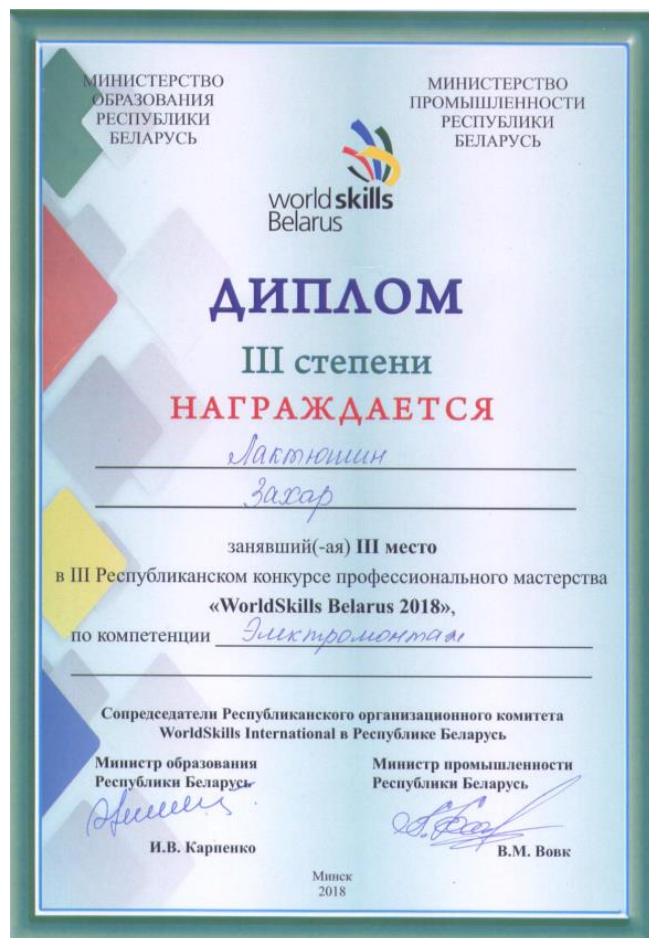 МИНИСТЕРСТВО
ОБРАЗОВАНИЯ
РЕСПУБЛИКИ
БЕЛАРУСЬ
МИНИСТЕРСТВО
ПРОМЫШЛЕННОСТИ
РЕСПУБЛИКИ
БЕЛАРУСЬ
world skills
Belarus
ДИПЛОМ
III степени
НАГРАЖДАЕТСЯ
Лактюшин
Захар
занявший(-ая) III место
в III Республиканском конкурсе профессионального мастерства
«WorldSkills Belarus 2018»,
по компетенции Электромонтаж
Сопредседатели Республиканского организационного комитета
WorldSkills International в Республике Беларусь
Министр образования
Республики Беларусь
И.В. Карпенко
Министр промышленности
Республики Беларусь
В.М. Вовк
Минск
2018